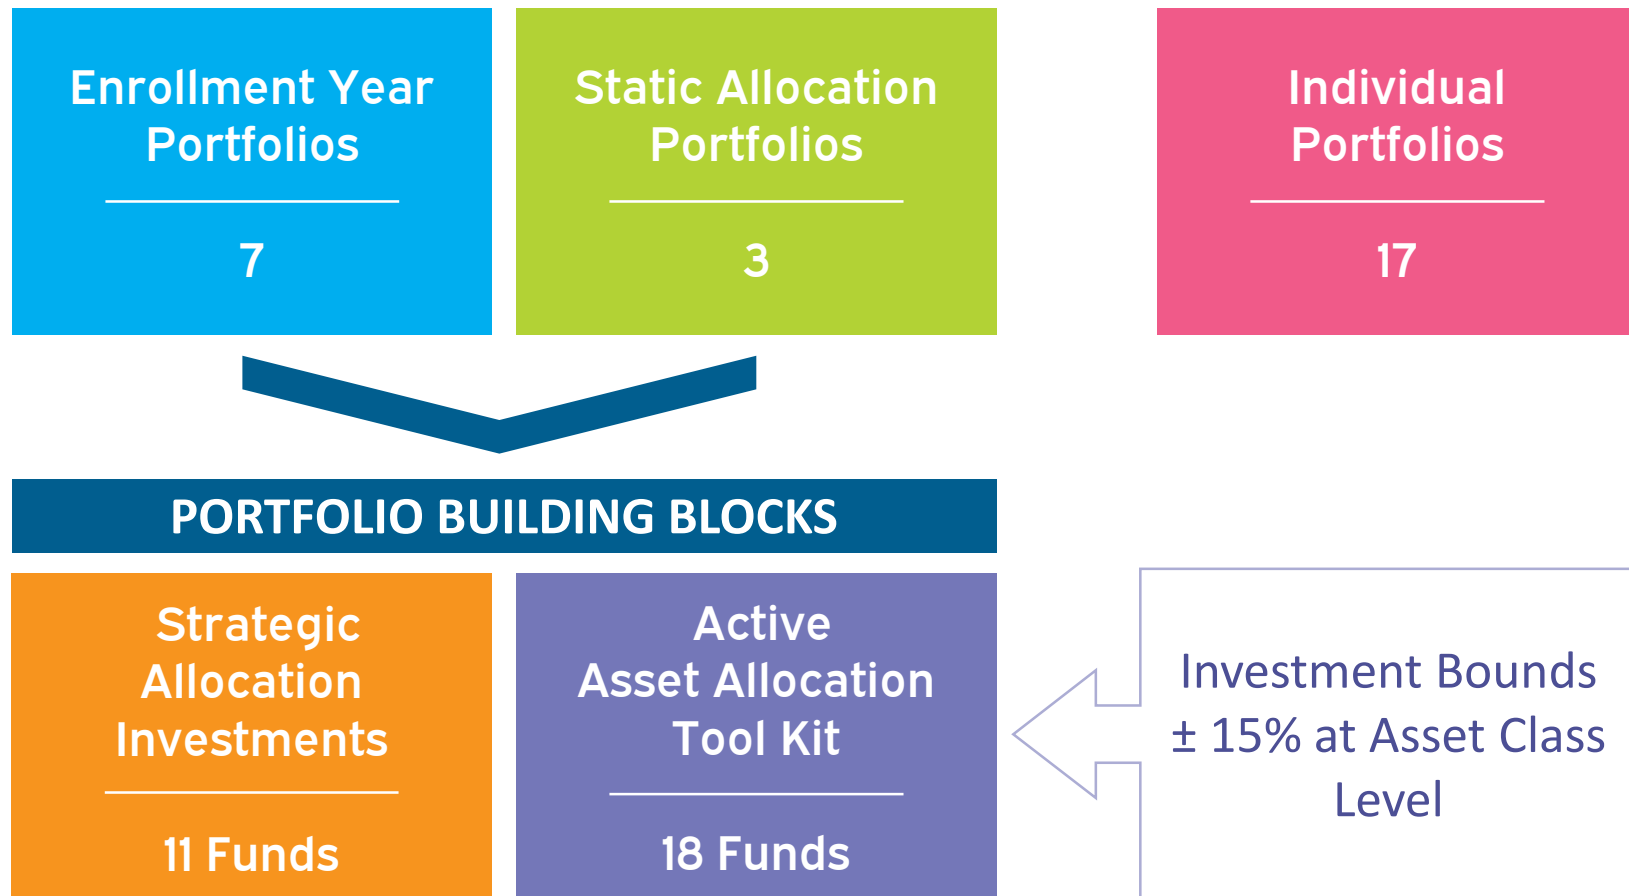 Enrollment Year
Portfolios
7
Static Allocation
Portfolios
3
Individual
Portfolios
17
PORTFOLIO BUILDING BLOCKS
Strategic
Allocation
Investments
11 Funds
Active
Asset Allocation
Tool Kit
18 Funds
Investment Bounds
± 15% at Asset Class
Level